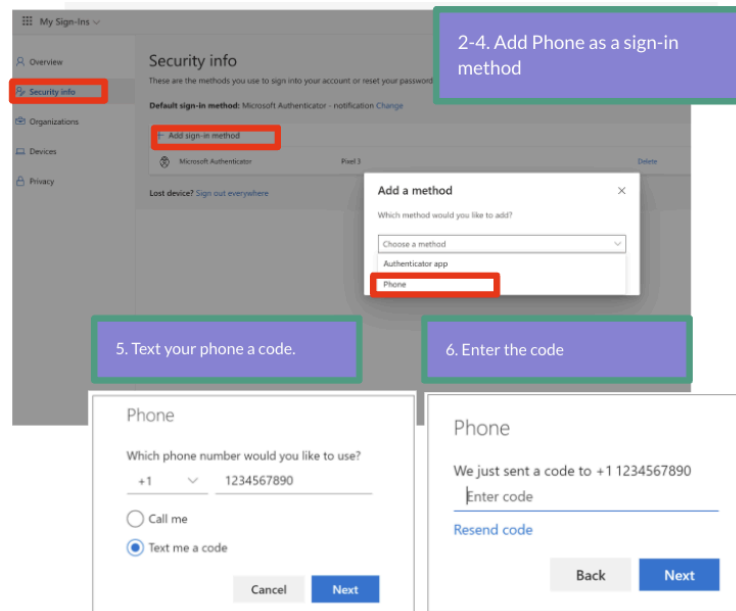 My Sign-Ins
2-4. Add Phone as a sign-in
method
Overview
Security info
Organizations
Devices
Privacy
Security info
These are the methods you use to sign into your account or reset your password
Default sign-in method: Microsoft Authenticator - notification Change
+ Add sign-in method
Microsoft Authenticator Pixel 3 Delete
Lost device? Sign out everywhere
Add a method
Which method would you like to add?
Choose a method
Authenticator app
Phone
5. Text your phone a code.
Phone
Which phone number would you like to use?
+1 1234567890
Call me
Text me a code
Cancel Next
6. Enter the code
Phone
We just sent a code to +1 1234567890
Enter code
Resend code
Back Next